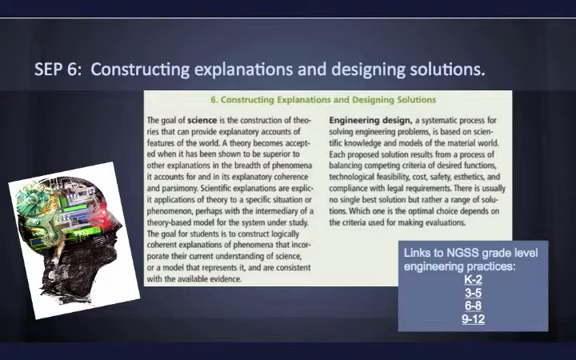 SEP 6: Constructing explanations and designing solutions.
6. Constructing Explanations and Designing Solutions
The goal of science is the construction of theo-
ries that can provide explanatory accounts of
features of the world. A theory becomes accept-
ed when it has been shown to be superior to
other explanations in the breadth of phenomena
it accounts for and in its explanatory coherence
and parsimony. Scientific explanations are explic-
it applications of theory to a specific situation or
phenomenon, perhaps with the intermediary of a
theory-based model for the system under study.
The goal for students is to construct logically
coherent explanations of phenomena that incor-
porate their current understanding of science,
or a model that represents it, and are consistent
with the available evidence.
Engineering design, a systematic process for
solving engineering problems, is based on scien-
tific knowledge and models of the material world.
Each proposed solution results from a process of
balancing competing criteria of desired functions,
technological feasibility, cost, safety, esthetics, and
compliance with legal requirements. There is usually
no single best solution but rather a range of solu-
tions. Which one is the optimal choice depends on
the criteria used for making evaluations.
Links to NGSS grade level
engineering practices:
K-2
3-5
6-8
9-12